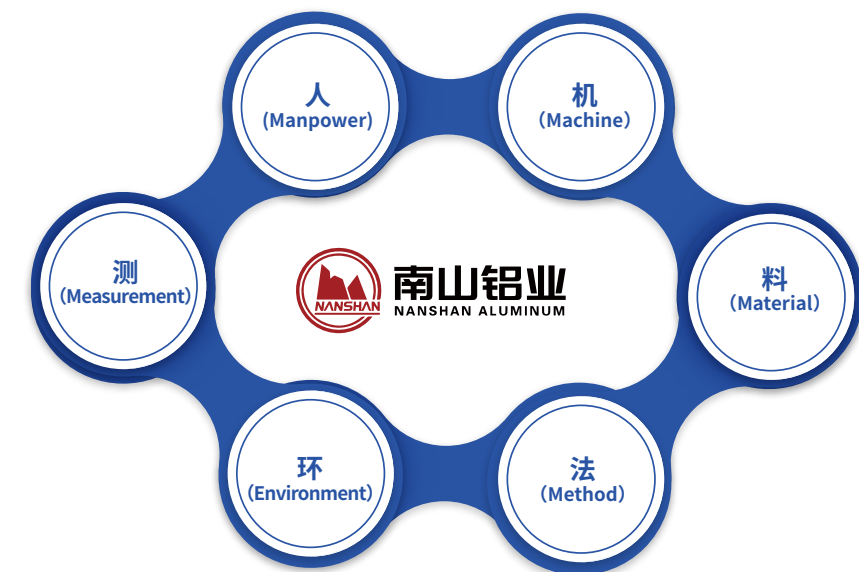 人
(Manpower)
机
（Machine）
测
（Measurement）
NANSHAN
南山铝业
NANSHAN ALUMINUM
料
（Material）
环
（Environment）
法
（Method）